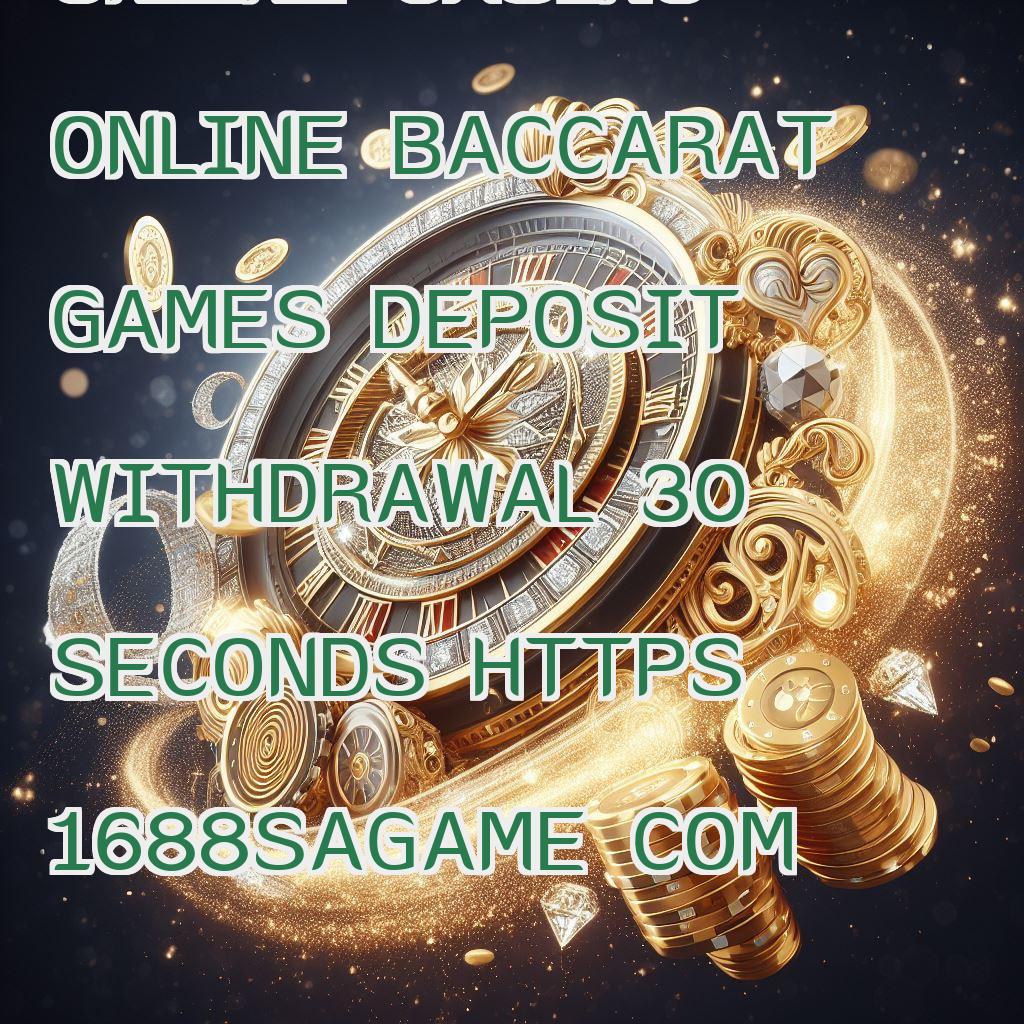 ONLINE BACCARAT
GAMES DEPOSIT
WITHDRAWAL 30
SECONDS HTTPS
1688SAGAME COM